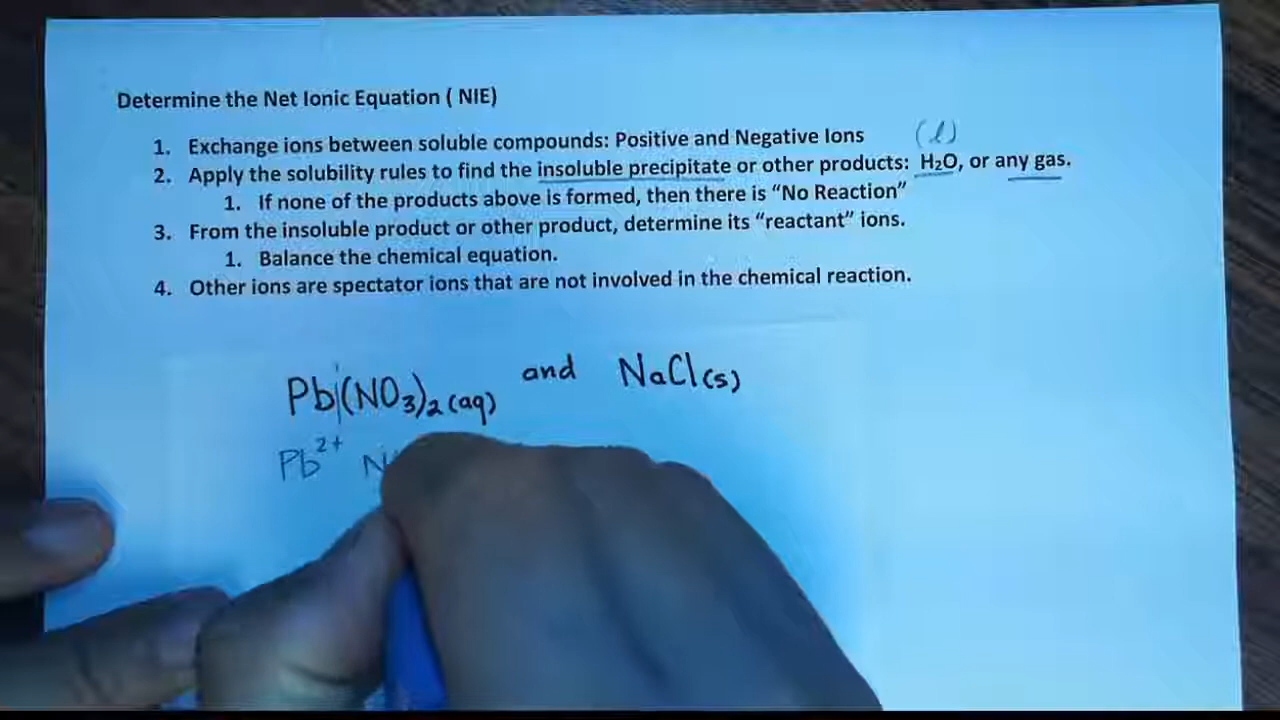 Determine the Net Ionic Equation ( NIE)
1. Exchange ions between soluble compounds: Positive and Negative Ions (l)
2. Apply the solubility rules to find the insoluble precipitate or other products: H₂O, or any gas.
1. If none of the products above is formed, then there is “No Reaction”
3. From the insoluble product or other product, determine its “reactant” ions.
1. Balance the chemical equation.
4. Other ions are spectator ions that are not involved in the chemical reaction.
Pb(NO₃)₂(aq) and NaCl(s)
Pb²⁺ N